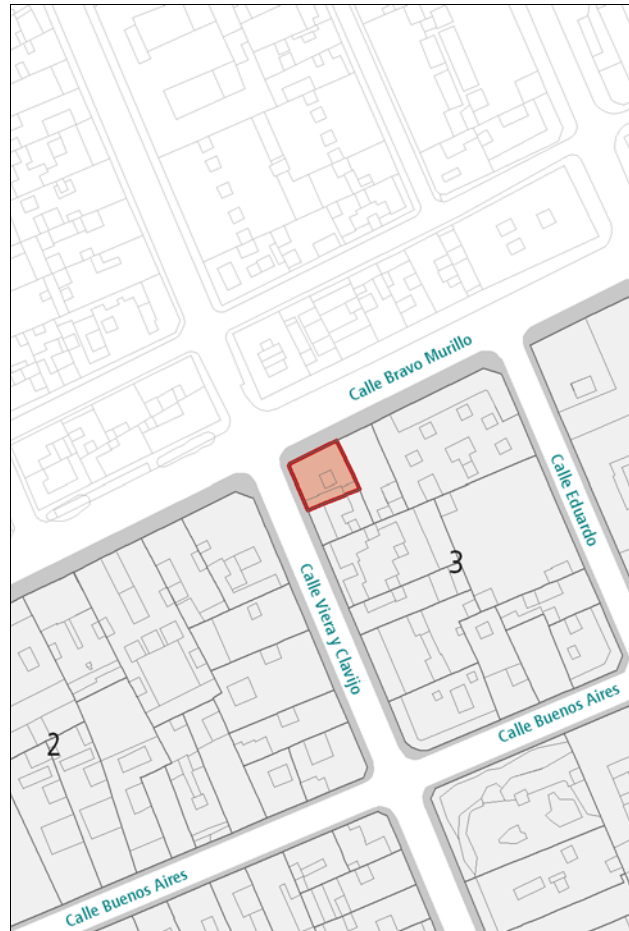 Calle Bravo Murillo
Calle Eduardo
3
Calle Viera y Clavijo
Calle Buenos Aires
2
Calle Buenos Aires